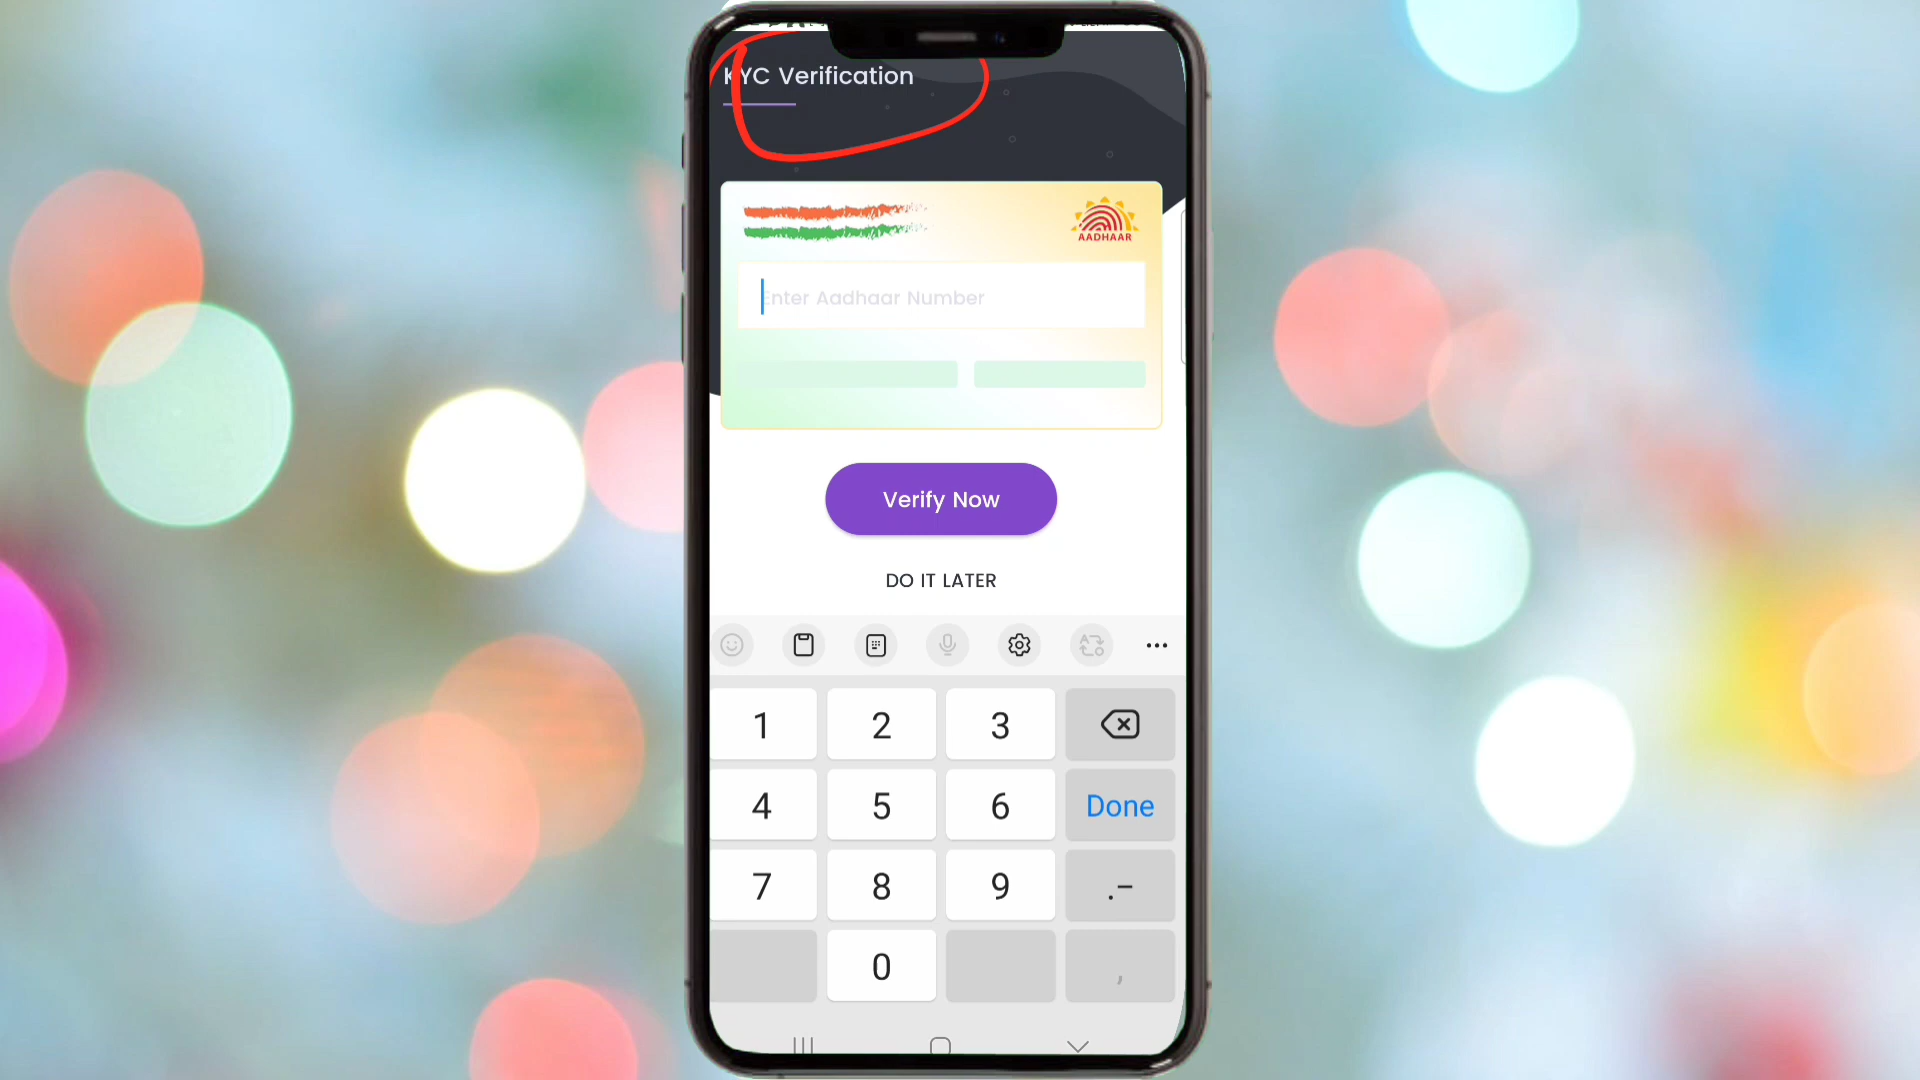 KYC Verification
AADHAAR
Enter Aadhaar Number
Verify Now
DO IT LATER
1 2 3
4 5 6 Done
7 8 9 .-
0 ,